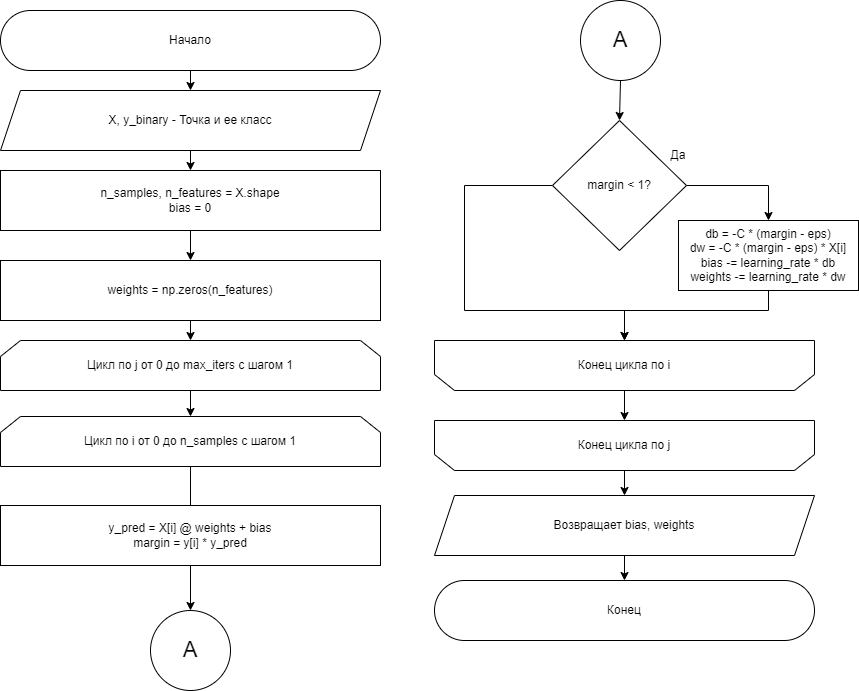 Начало
X, y_binary - Точка и ее класс
n_samples, n_features = X.shape
bias = 0
weights = np.zeros(n_features)
Цикл по j от 0 до max_iters с шагом 1
Цикл по i от 0 до n_samples с шагом 1
y_pred = X[i] @ weights + bias
margin = y[i] * y_pred
A
A
margin < 1?
Да
db = -C * (margin - eps)
dw = -C * (margin - eps) * X[i]
bias -= learning_rate * db
weights -= learning_rate * dw
Конец цикла по i
Конец цикла по j
Возвращает bias, weights
Конец